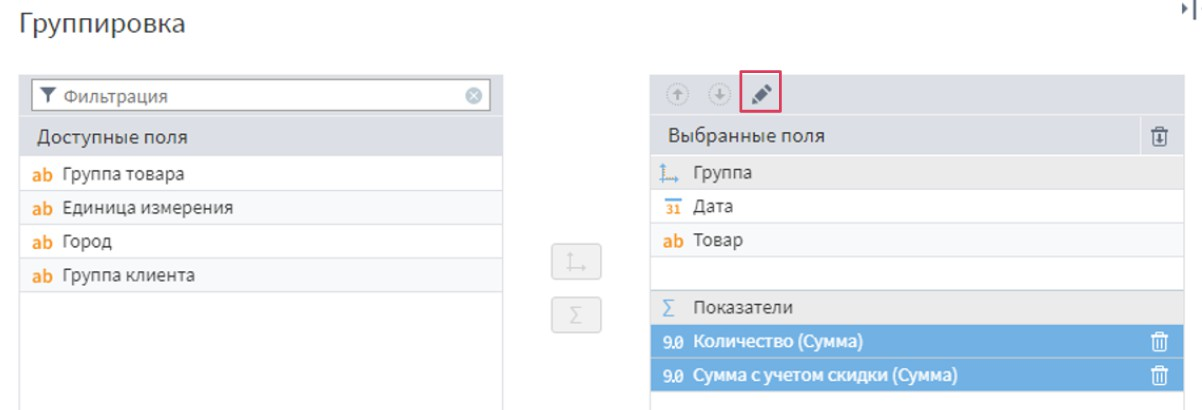 Группировка
Фильтрация
Доступные поля
ab Группа товара
ab Единица измерения
ab Город
ab Группа клиента
Выбранные поля
Группа
31 Дата
ab Товар
Σ
Σ Показатели
9.0 Количество (Сумма)
9.0 Сумма с учетом скидки (Сумма)